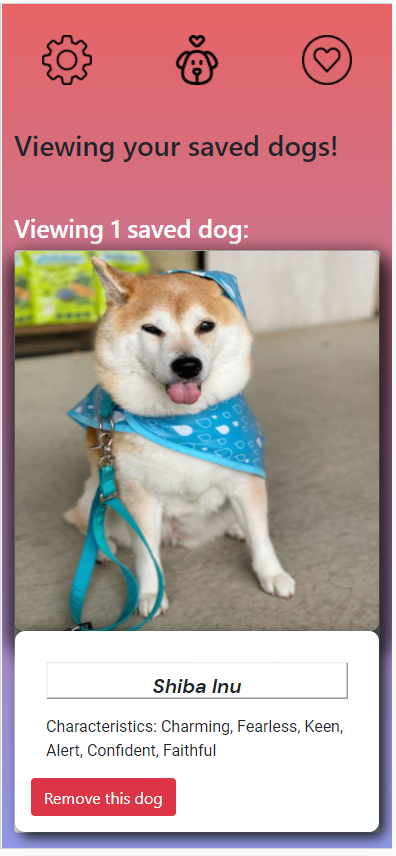 Viewing your saved dogs!
Viewing 1 saved dog:
Shiba Inu
Characteristics: Charming, Fearless, Keen,
Alert, Confident, Faithful
Remove this dog